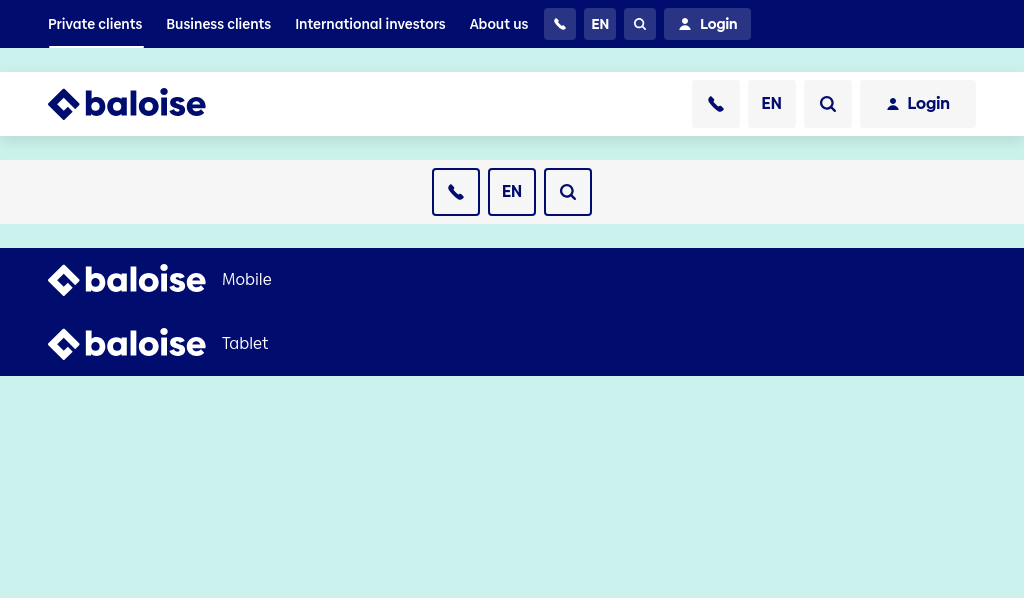 Private clients Business clients International investors About us EN Login
baloise EN Login
EN
baloise Mobile
baloise Tablet